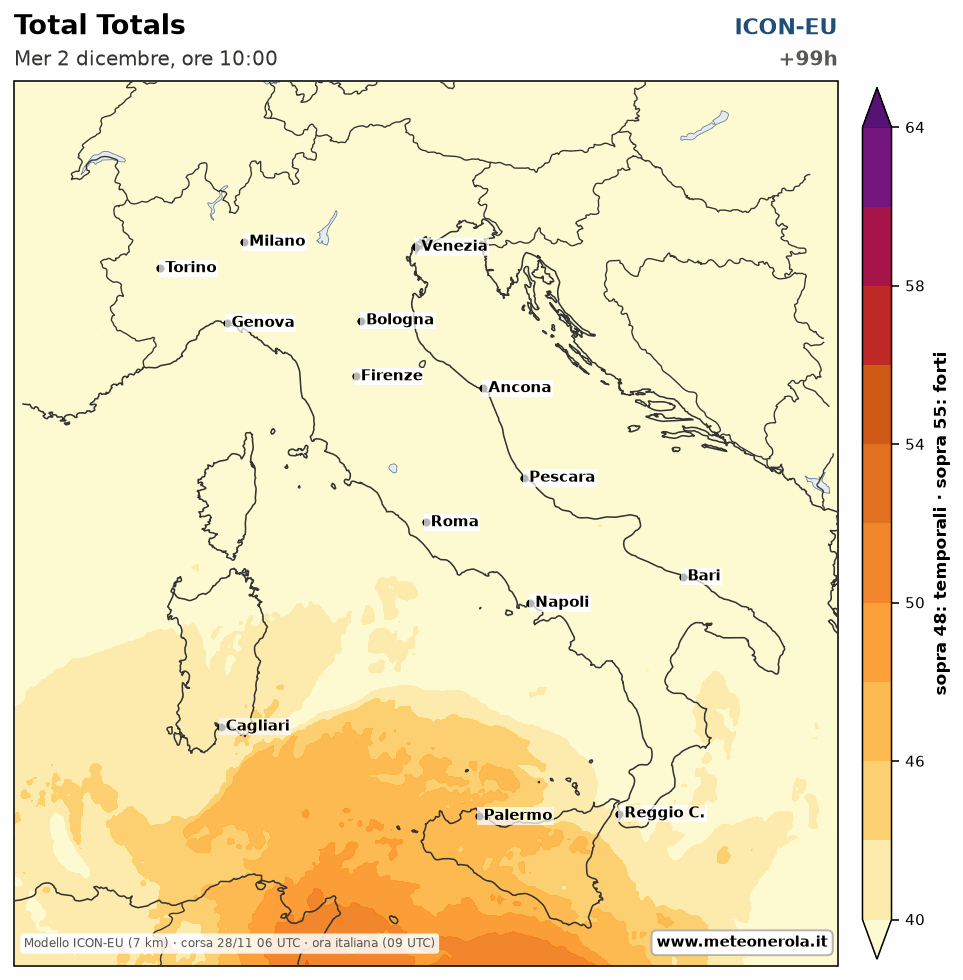 Total Totals
ICON-EU
Mer 2 dicembre, ore 10:00
+99h
64
58
54
50
46
40
sopra 48: temporali · sopra 55: forti
Milano
Venezia
Torino
Genova
Bologna
Firenze
Ancona
Pescara
Roma
Bari
Napoli
Cagliari
Palermo
Reggio C.
Modello ICON-EU (7 km) · corsa 28/11 06 UTC · ora italiana (09 UTC)
www.meteonerola.it